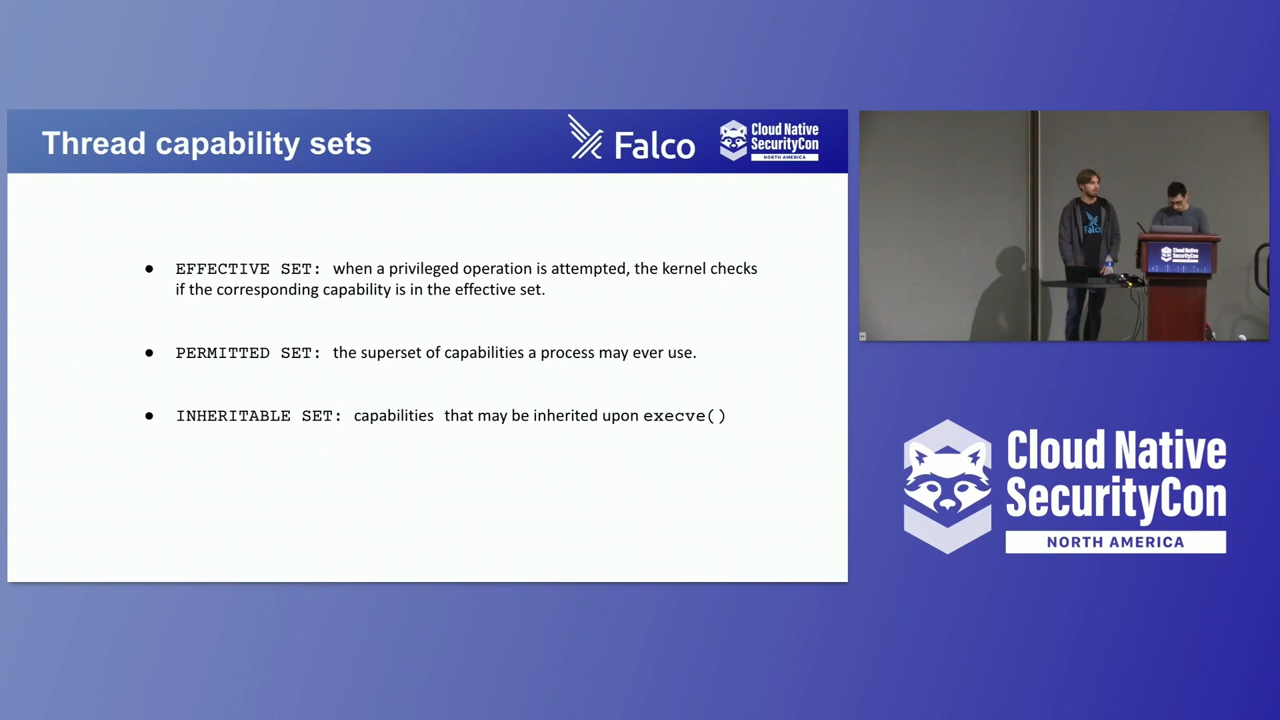 Thread capability sets
Falco
Cloud Native
SecurityCon
NORTH AMERICA
● EFFECTIVE SET: when a privileged operation is attempted, the kernel checks
if the corresponding capability is in the effective set.
● PERMITTED SET: the superset of capabilities a process may ever use.
● INHERITABLE SET: capabilities that may be inherited upon execve()
Falco
Cloud Native
SecurityCon
NORTH AMERICA